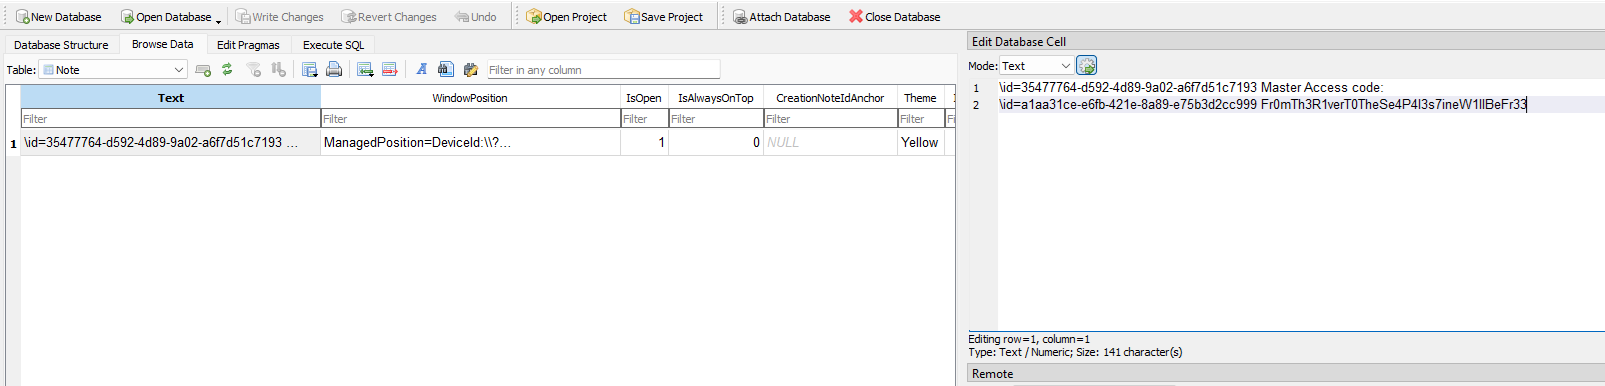 New Database Open Database Write Changes Revert Changes Undo Open Project Save Project Attach Database Close Database
Database Structure Browse Data Edit Pragmas Execute SQL
Table: Note Filter in any column
Text WindowPosition IsOpen IsAlwaysOnTop CreationNoteIdAnchor Theme
Filter Filter Filter Filter Filter Filter
1 \id=35477764-d592-4d89-9a02-a6f7d51c7193 ... ManagedPosition=DeviceId:\\?... 1 0 NULL Yellow
Edit Database Cell
Mode: Text
1 \id=35477764-d592-4d89-9a02-a6f7d51c7193 Master Access code:
2 \id=a1aa31ce-e6fb-421e-8a89-e75b3d2cc999 Fr0mTh3R1verT0TheSe4P4l3s7ineW1llBeFr33
Editing row=1, column=1
Type: Text / Numeric; Size: 141 character(s)
Remote